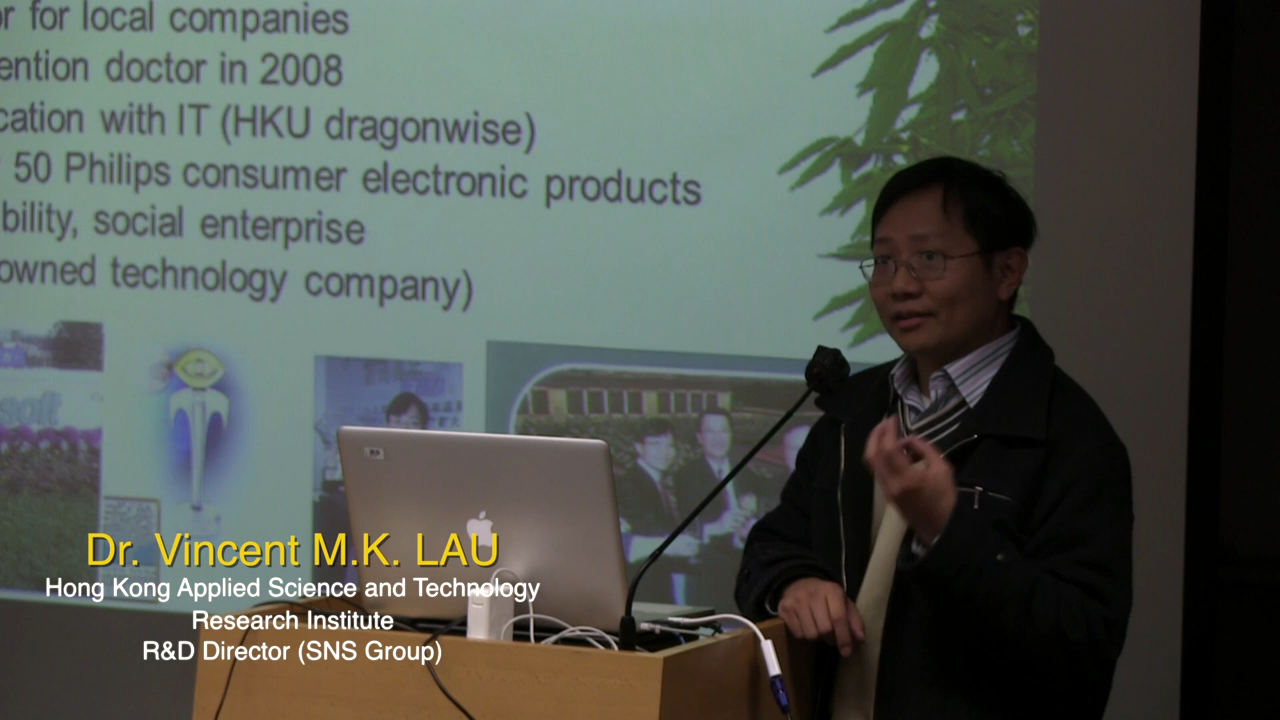 or for local companies
ention doctor in 2008
cation with IT (HKU dragonwise)
50 Philips consumer electronic products
bility, social enterprise
owned technology company)
soft
Dr. Vincent M.K. LAU
Hong Kong Applied Science and Technology
Research Institute
R&D Director (SNS Group)